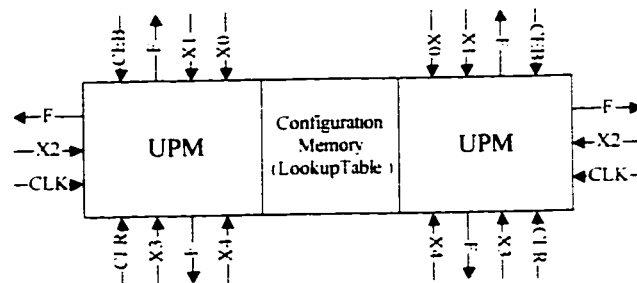 CEB F X1 X0 X0 X1 F CEB
F F
X2 UPM Configuration UPM X2
Memory
(LookupTable)
CLK CLK
CLR X3 F X4 X4 F X3 CLR